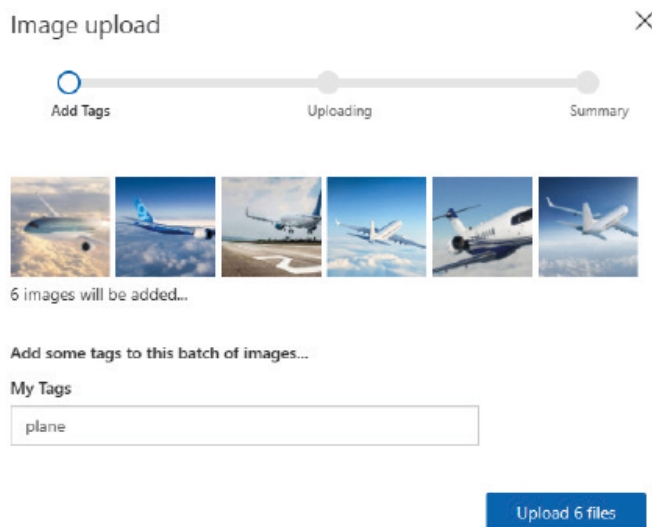 Image upload
Add Tags
Uploading
Summary
6 images will be added...
Add some tags to this batch of images...
My Tags
plane
Upload 6 files